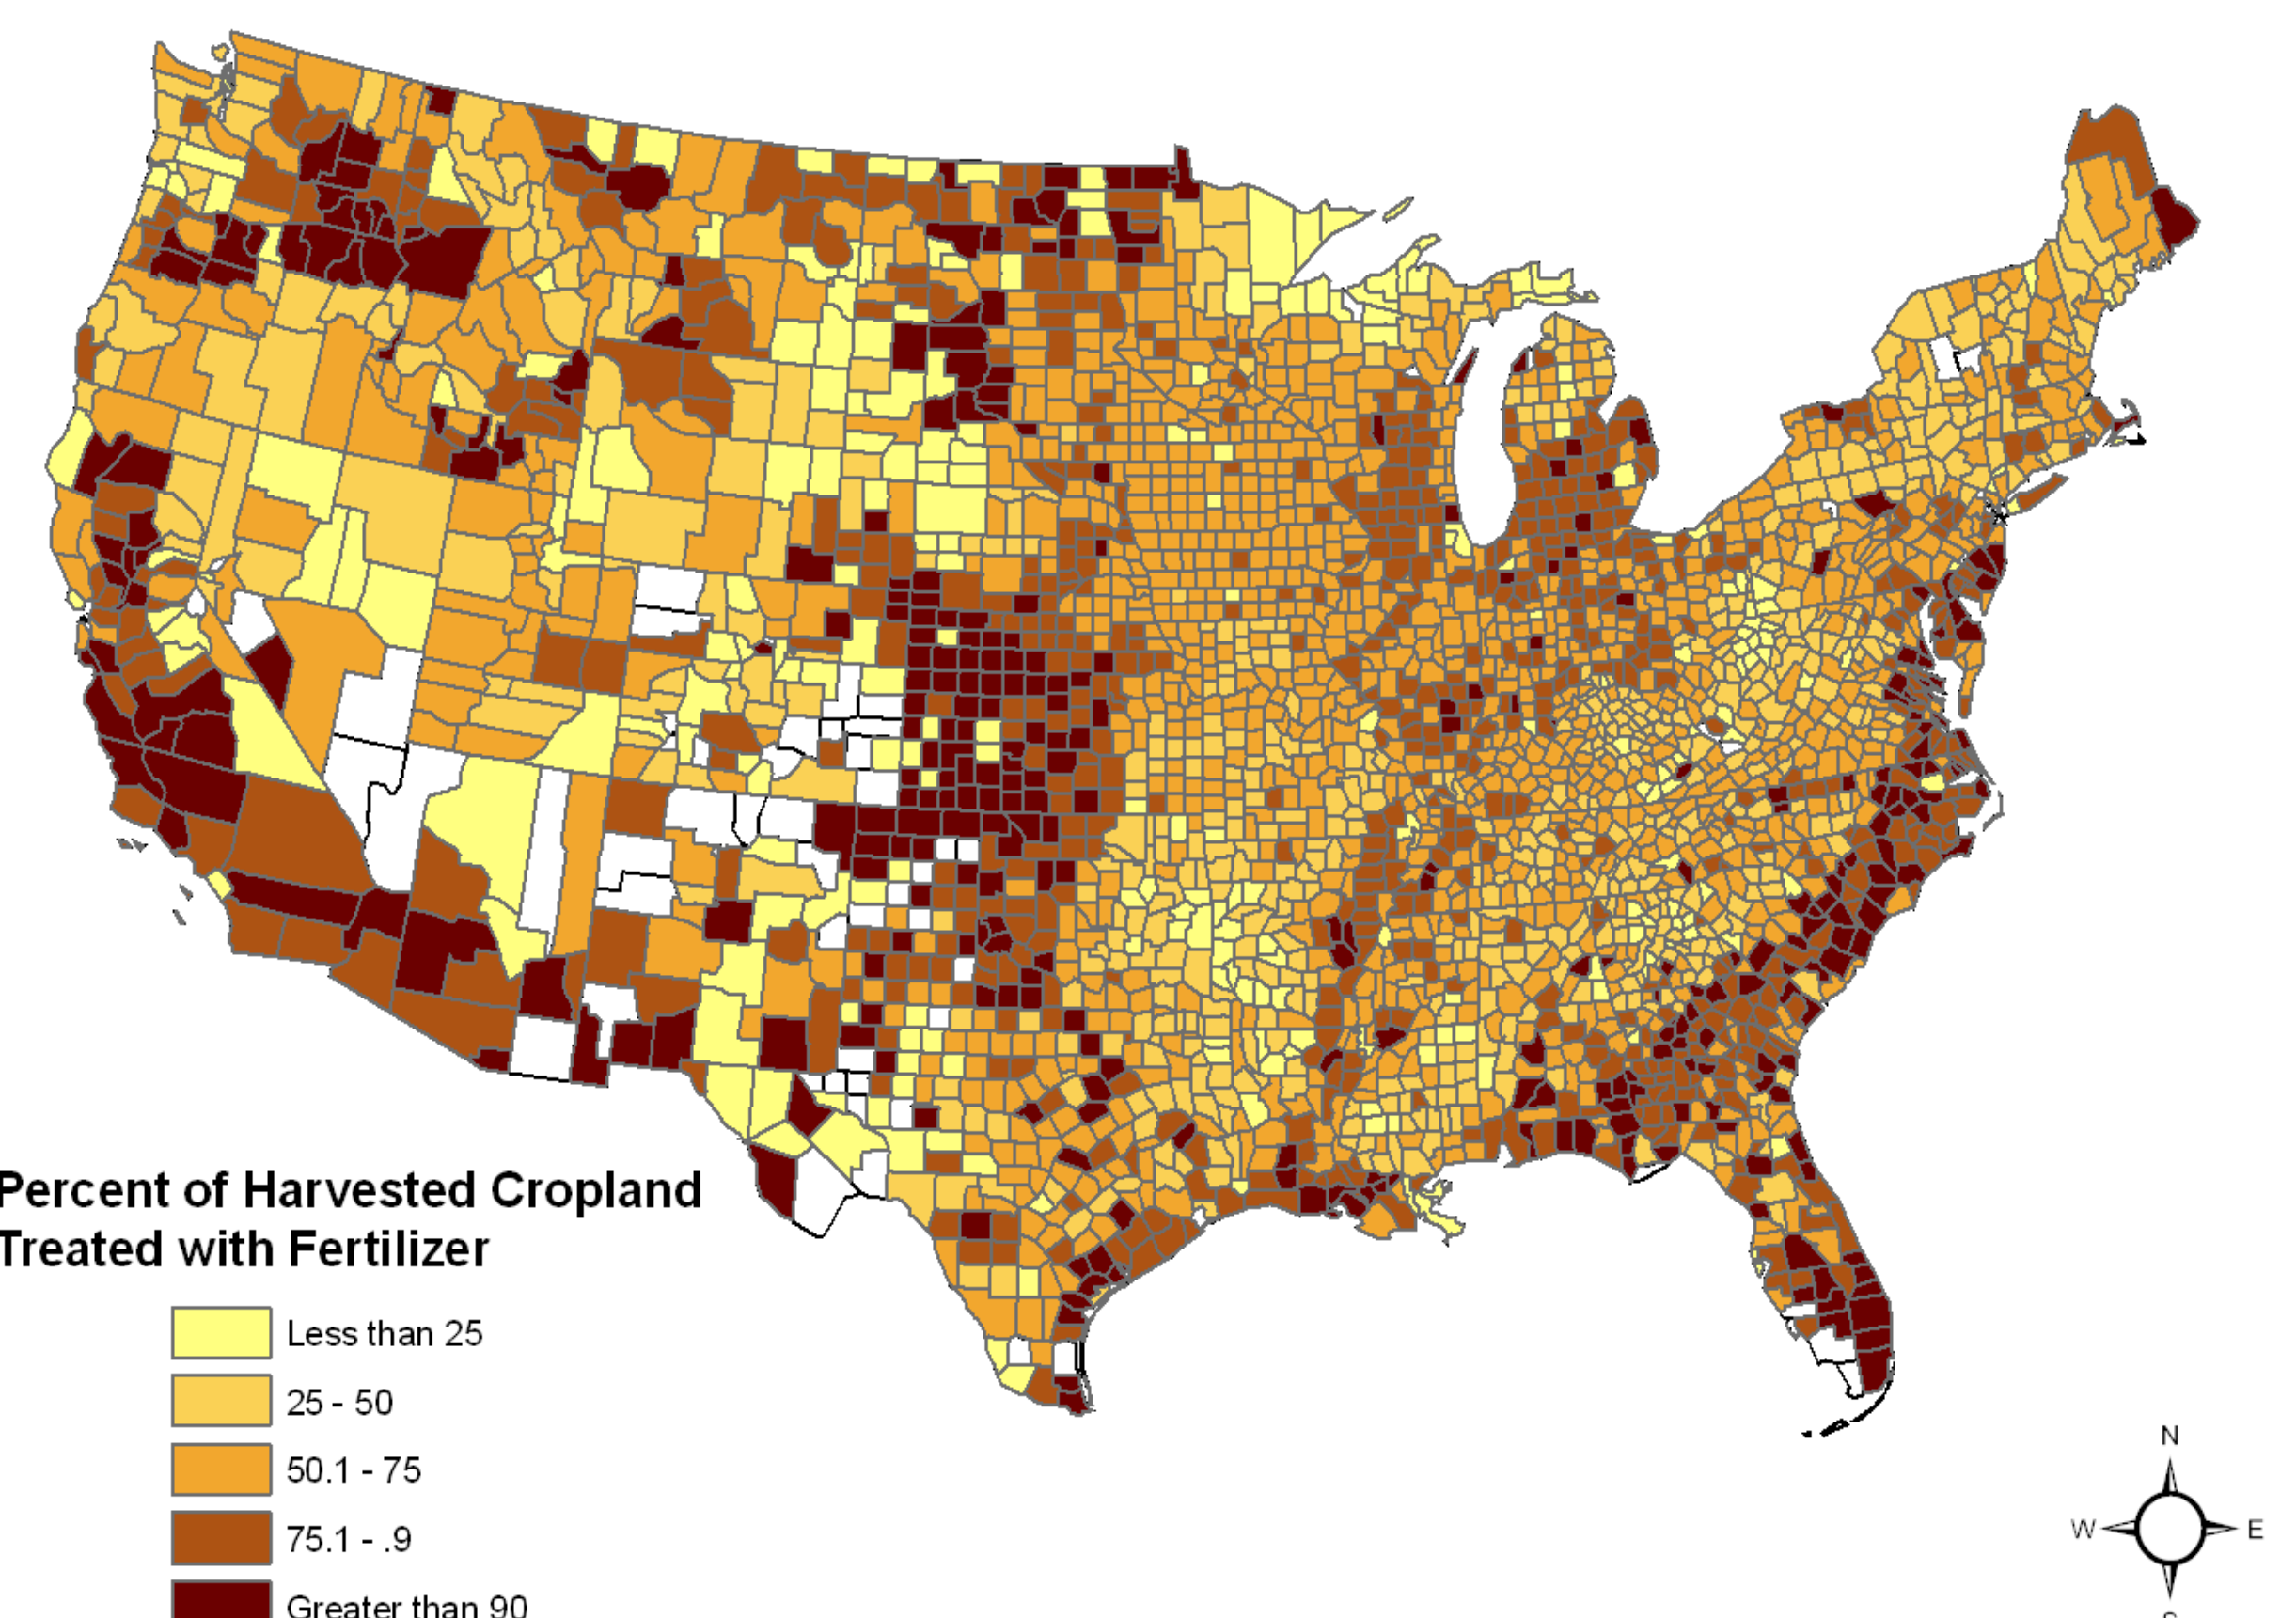 Percent of Harvested Cropland
Treated with Fertilizer
Less than 25
25 - 50
50.1 - 75
75.1 - .9
Greater than 90
N
W E
S